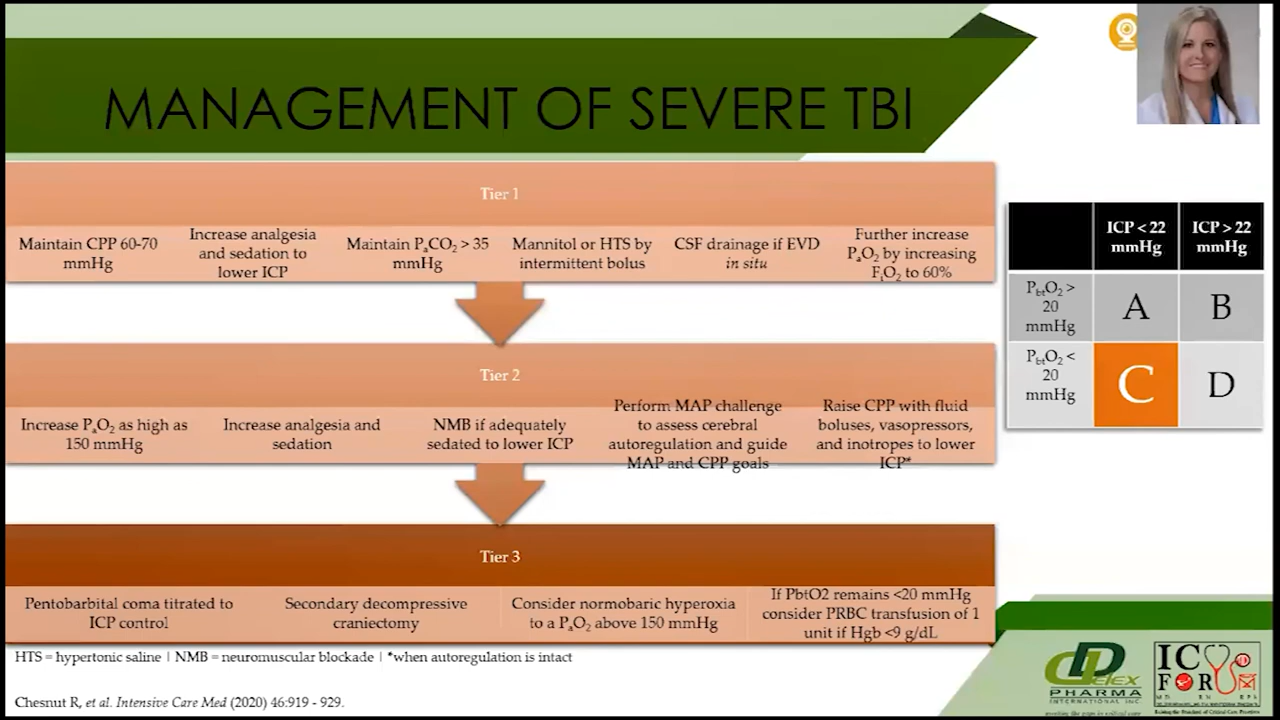 MANAGEMENT OF SEVERE TBI
Tier 1
Maintain CPP 60-70
mmHg
Increase analgesia
and sedation to
lower ICP
Maintain PaCO2 > 35
mmHg
Mannitol or HTS by
intermittent bolus
CSF drainage if EVD
in situ
Further increase
PaO2 by increasing
FiO2 to 60%
Tier 2
Increase PaO2 as high as
150 mmHg
Increase analgesia and
sedation
NMB if adequately
sedated to lower ICP
Perform MAP challenge
to assess cerebral
autoregulation and guide
MAP and CPP goals
Raise CPP with fluid
boluses, vasopressors,
and inotropes to lower
ICP*
Tier 3
Pentobarbital coma titrated to
ICP control
Secondary decompressive
craniectomy
Consider normobaric hyperoxia
to a PaO2 above 150 mmHg
If PbtO2 remains <20 mmHg
consider PRBC transfusion of 1
unit if Hgb <9 g/dL
HTS = hypertonic saline | NMB = neuromuscular blockade | *when autoregulation is intact
Chesnut R, et al. Intensive Care Med (2020) 46:919 - 929.
ICP < 22
mmHg
ICP > 22
mmHg
PbtO2 >
20
mmHg
A
B
PbtO2 <
20
mmHg
C
D
PHARMA
INTERNATIONAL INC
IC
F R M